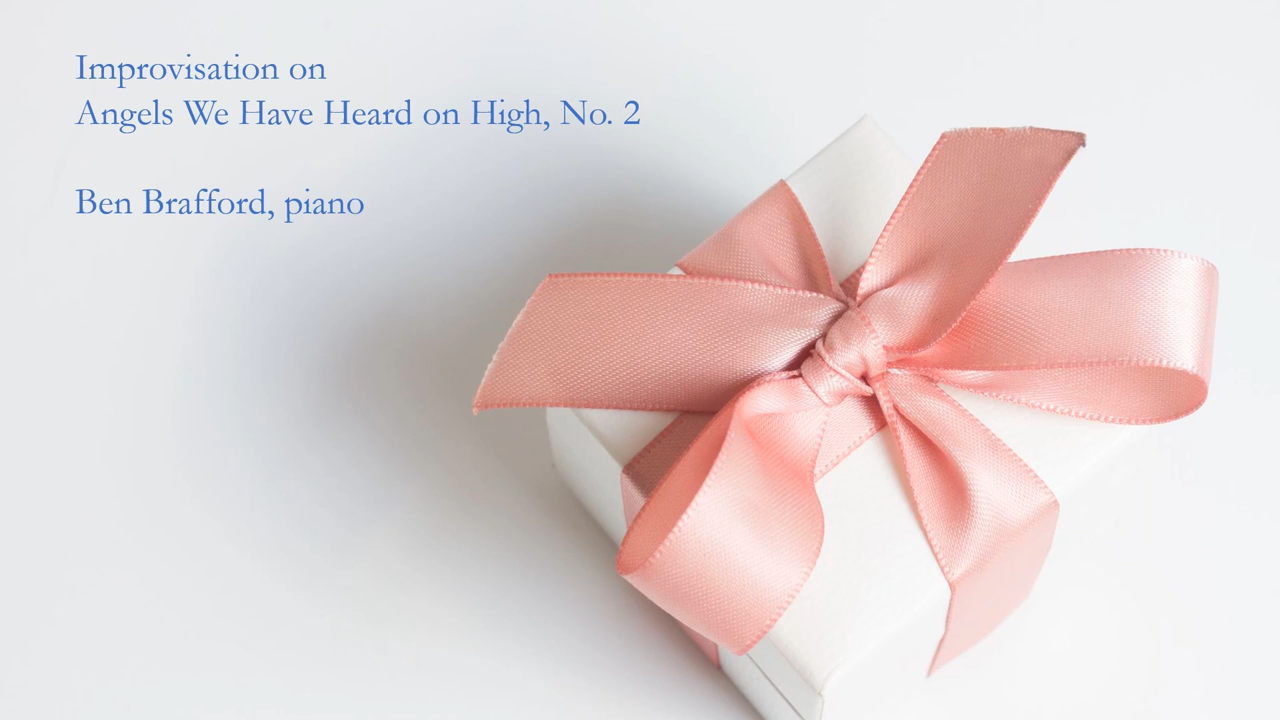 Improvisation on
Angels We Have Heard on High, No. 2
Ben Brafford, piano